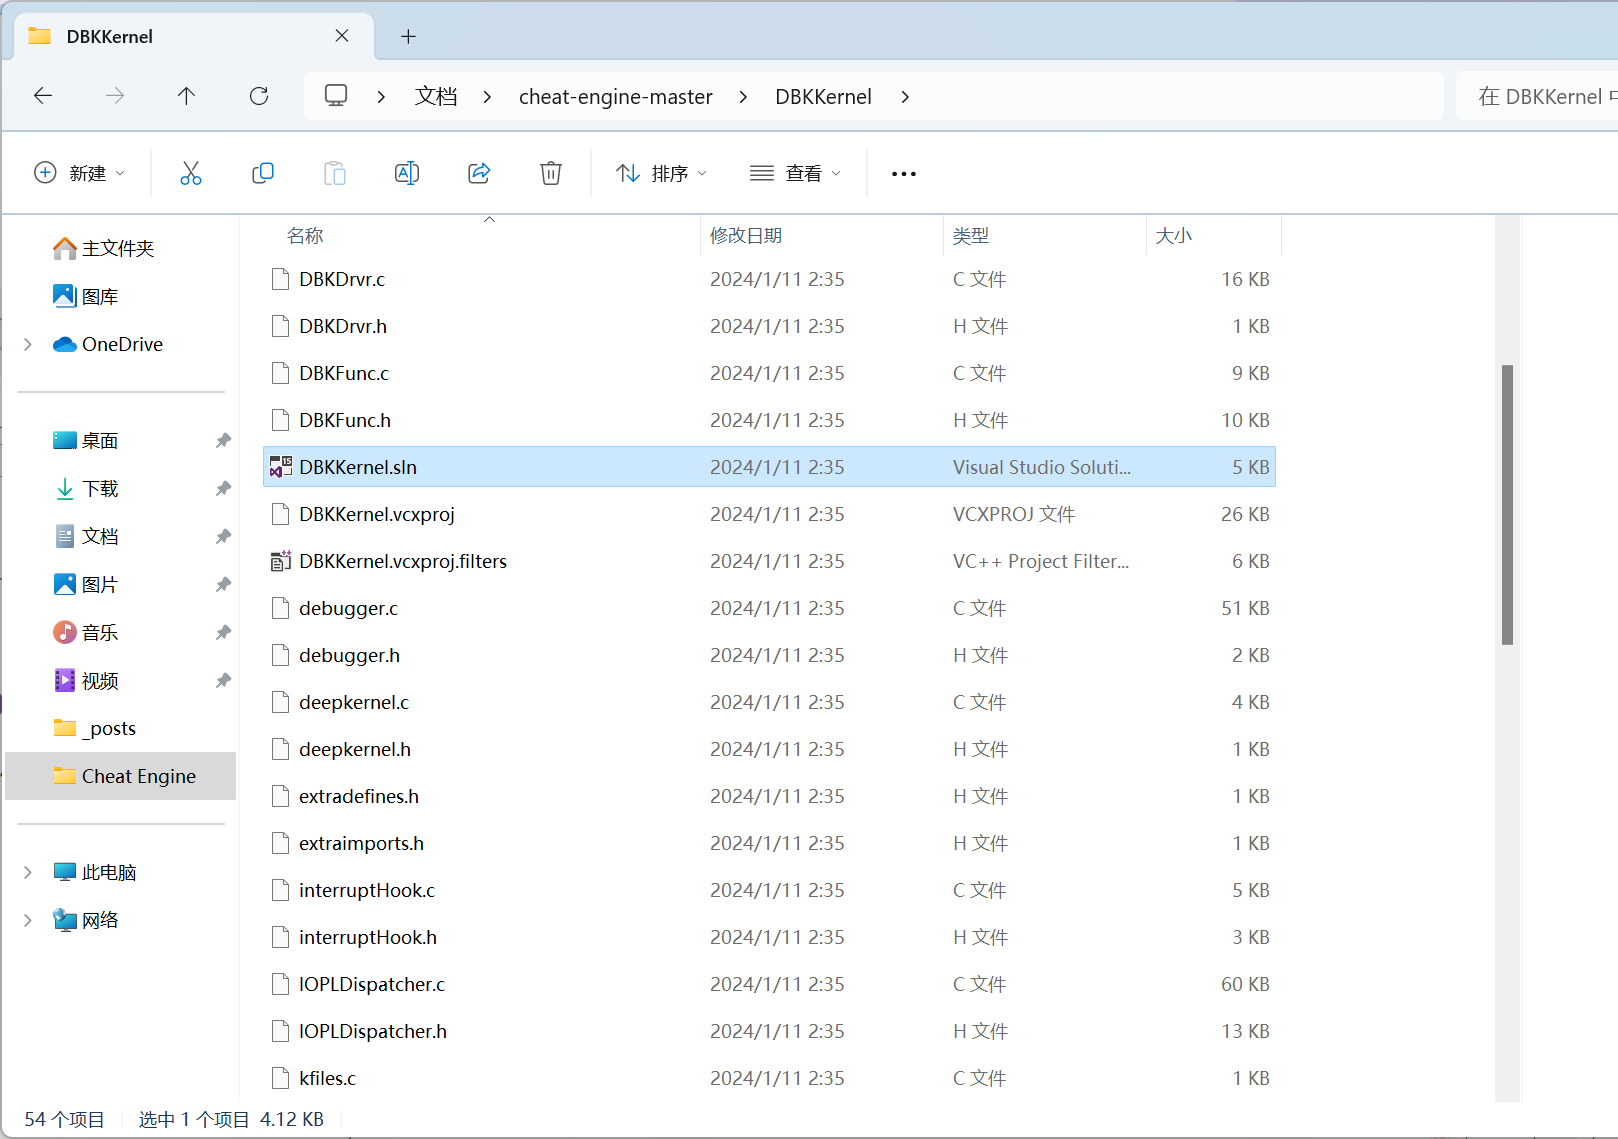 DBKKernel
文档 cheat-engine-master DBKKernel
在 DBKKernel 中
新建 排序 查看
名称 修改日期 类型 大小
主文件夹
图库
OneDrive
桌面
下载
文档
图片
音乐
视频
_posts
Cheat Engine
此电脑
网络
DBKDrvr.c 2024/1/11 2:35 C 文件 16 KB
DBKDrvr.h 2024/1/11 2:35 H 文件 1 KB
DBKFunc.c 2024/1/11 2:35 C 文件 9 KB
DBKFunc.h 2024/1/11 2:35 H 文件 10 KB
DBKKernel.sln 2024/1/11 2:35 Visual Studio Soluti... 5 KB
DBKKernel.vcxproj 2024/1/11 2:35 VCXPROJ 文件 26 KB
DBKKernel.vcxproj.filters 2024/1/11 2:35 VC++ Project Filter... 6 KB
debugger.c 2024/1/11 2:35 C 文件 51 KB
debugger.h 2024/1/11 2:35 H 文件 2 KB
deepkernel.c 2024/1/11 2:35 C 文件 4 KB
deepkernel.h 2024/1/11 2:35 H 文件 1 KB
extradefines.h 2024/1/11 2:35 H 文件 1 KB
extraimports.h 2024/1/11 2:35 H 文件 1 KB
interruptHook.c 2024/1/11 2:35 C 文件 5 KB
interruptHook.h 2024/1/11 2:35 H 文件 3 KB
IOPLDispatcher.c 2024/1/11 2:35 C 文件 60 KB
IOPLDispatcher.h 2024/1/11 2:35 H 文件 13 KB
kfiles.c 2024/1/11 2:35 C 文件 1 KB
54 个项目 选中 1 个项目 4.12 KB